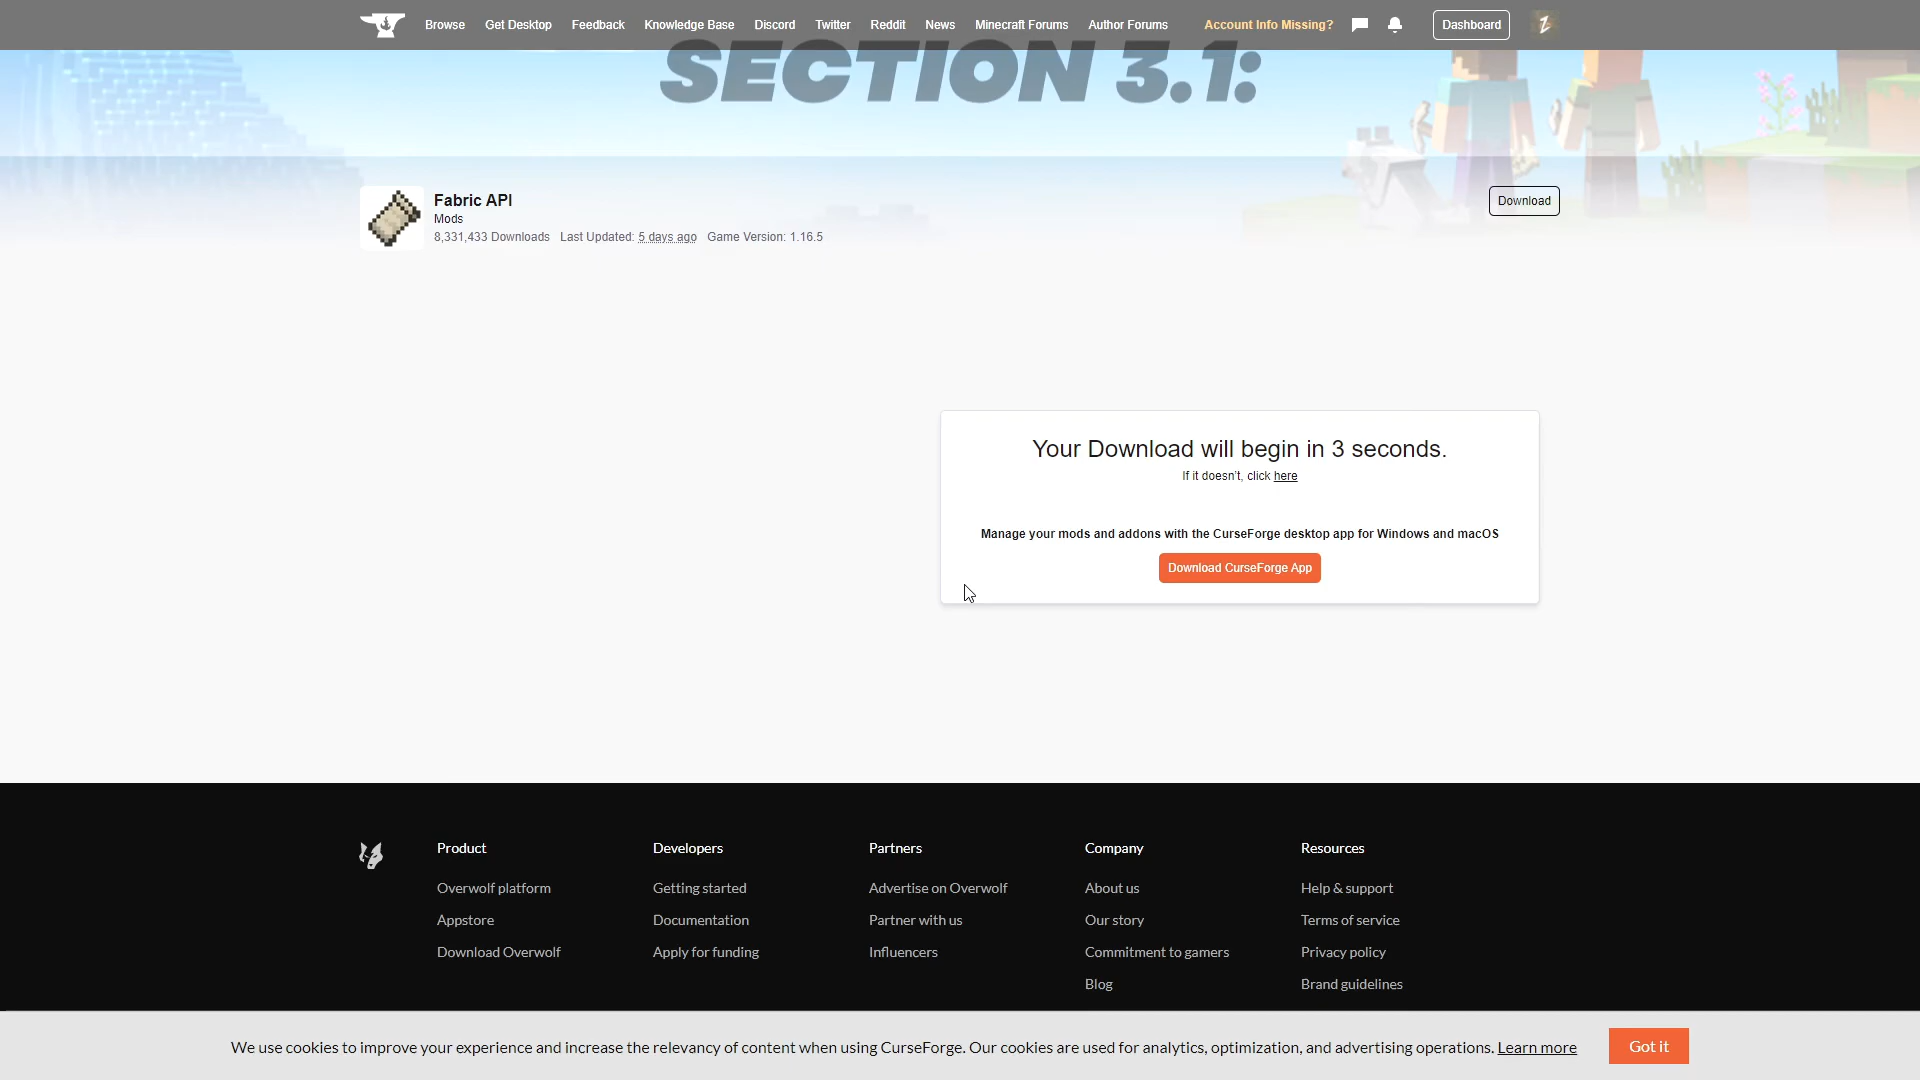 Browse Get Desktop Feedback Knowledge Base Discord Twitter Reddit News Minecraft Forums Author Forums Account Info Missing? Dashboard
SECTION 3.1:
Fabric API
Mods
8,331,433 Downloads Last Updated: 5 days ago Game Version: 1.16.5
Download
Your Download will begin in 3 seconds.
If it doesn't, click here
Manage your mods and addons with the CurseForge desktop app for Windows and macOS
Download CurseForge App
Product
Overwolf platform
Appstore
Download Overwolf
Developers
Getting started
Documentation
Apply for funding
Partners
Advertise on Overwolf
Partner with us
Influencers
Company
About us
Our story
Commitment to gamers
Blog
Resources
Help & support
Terms of service
Privacy policy
Brand guidelines
We use cookies to improve your experience and increase the relevancy of content when using CurseForge. Our cookies are used for analytics, optimization, and advertising operations. Learn more
Got it